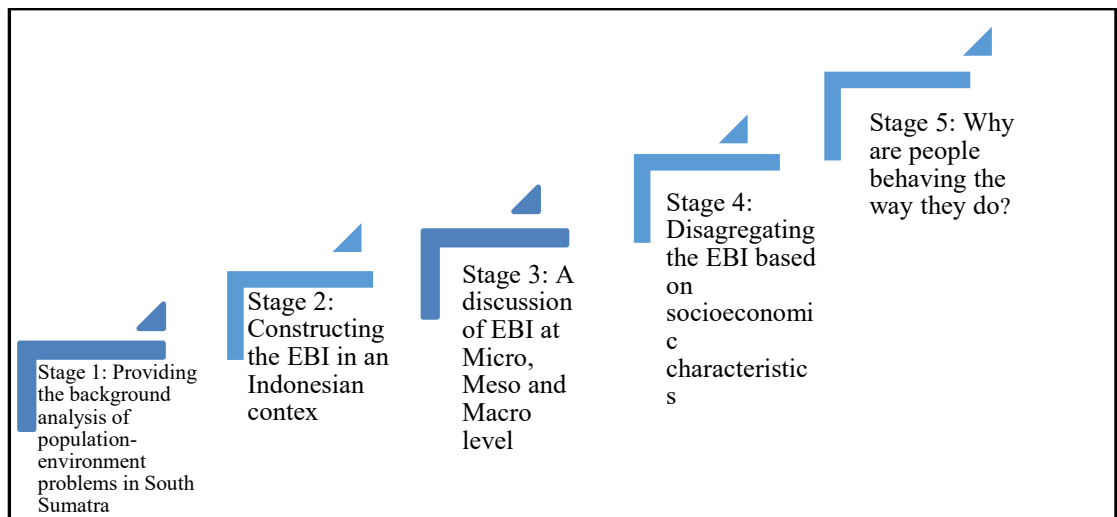 Stage 1: Providing
the background
analysis of
population-
environment
problems in South
Sumatra
Stage 2:
Constructing
the EBI in an
Indonesian
contex
Stage 3: A
discussion
of EBI at
Micro,
Meso and
Macro
level
Stage 4:
Disagregating
the EBI based
on
socioeconomi
c
characteristic
s
Stage 5: Why
are people
behaving the
way they do?